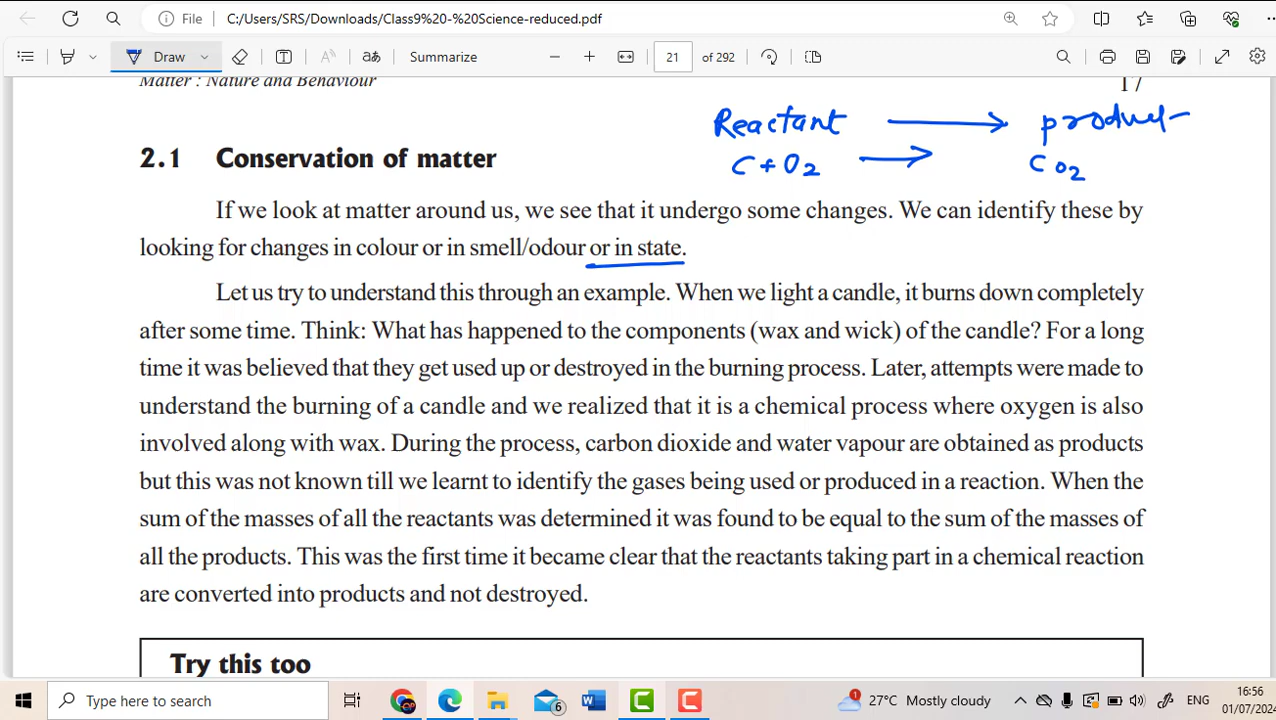 File C:/Users/SRS/Downloads/Class9%20-%20Science-reduced.pdf
Draw aあ Summarize 21 of 292
Matter : Nature and Behaviour 17
Reactant → product
C + O2 → CO2
2.1 Conservation of matter
If we look at matter around us, we see that it undergo some changes. We can identify these by
looking for changes in colour or in smell/odour or in state.
Let us try to understand this through an example. When we light a candle, it burns down completely
after some time. Think: What has happened to the components (wax and wick) of the candle? For a long
time it was believed that they get used up or destroyed in the burning process. Later, attempts were made to
understand the burning of a candle and we realized that it is a chemical process where oxygen is also
involved along with wax. During the process, carbon dioxide and water vapour are obtained as products
but this was not known till we learnt to identify the gases being used or produced in a reaction. When the
sum of the masses of all the reactants was determined it was found to be equal to the sum of the masses of
all the products. This was the first time it became clear that the reactants taking part in a chemical reaction
are converted into products and not destroyed.
Try this too
Type here to search 6 1 27°C Mostly cloudy ENG 16:56
01/07/2024